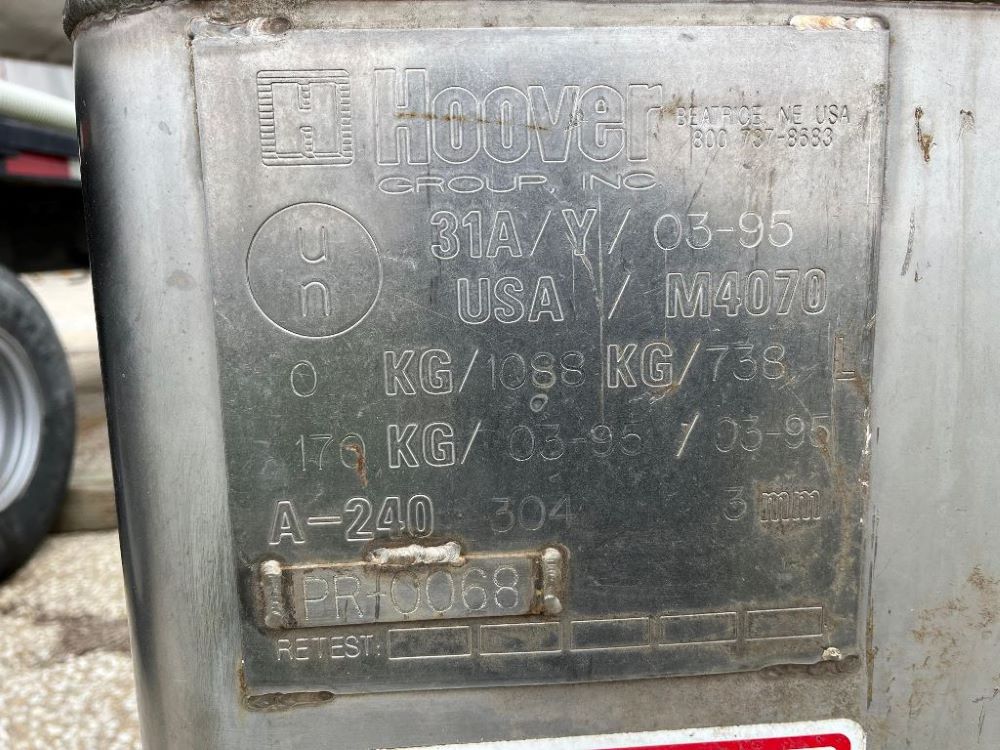 H Hoover BEATRICE NE USA
800 737-8683
GROUP, INC
un 31A/Y/ 03-95
USA / M4070
0 KG/1088 KG/738 L
170 KG/ 03-95 / 03-95
A-240 304 3 mm
PR-0068
RETEST: